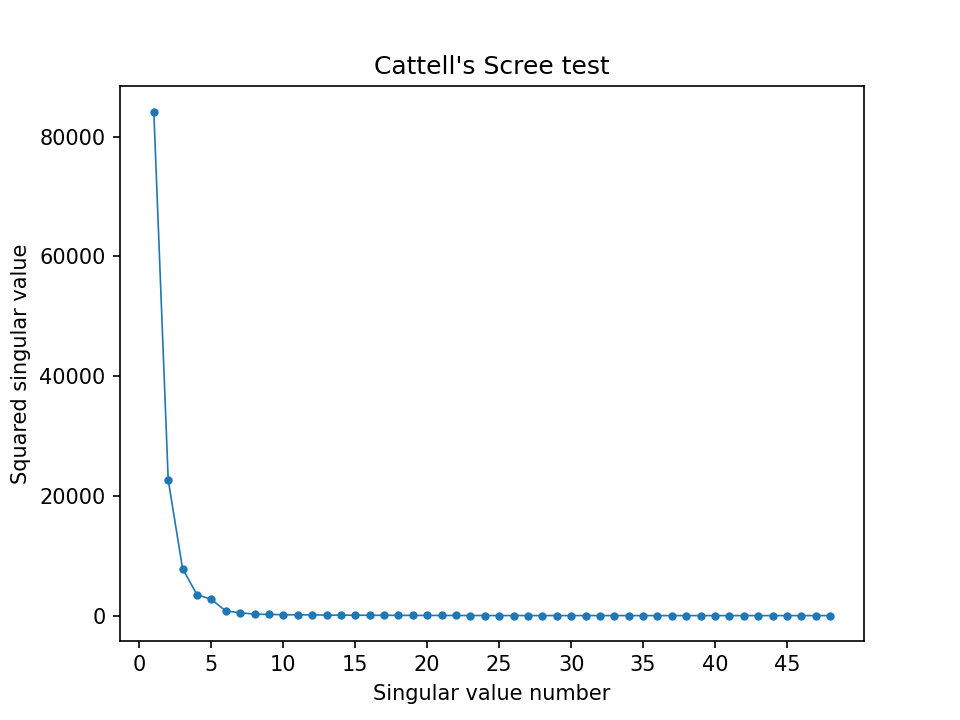 Cattell's Scree test
80000
60000
40000
20000
0
Squared singular value
0 5 10 15 20 25 30 35 40 45
Singular value number